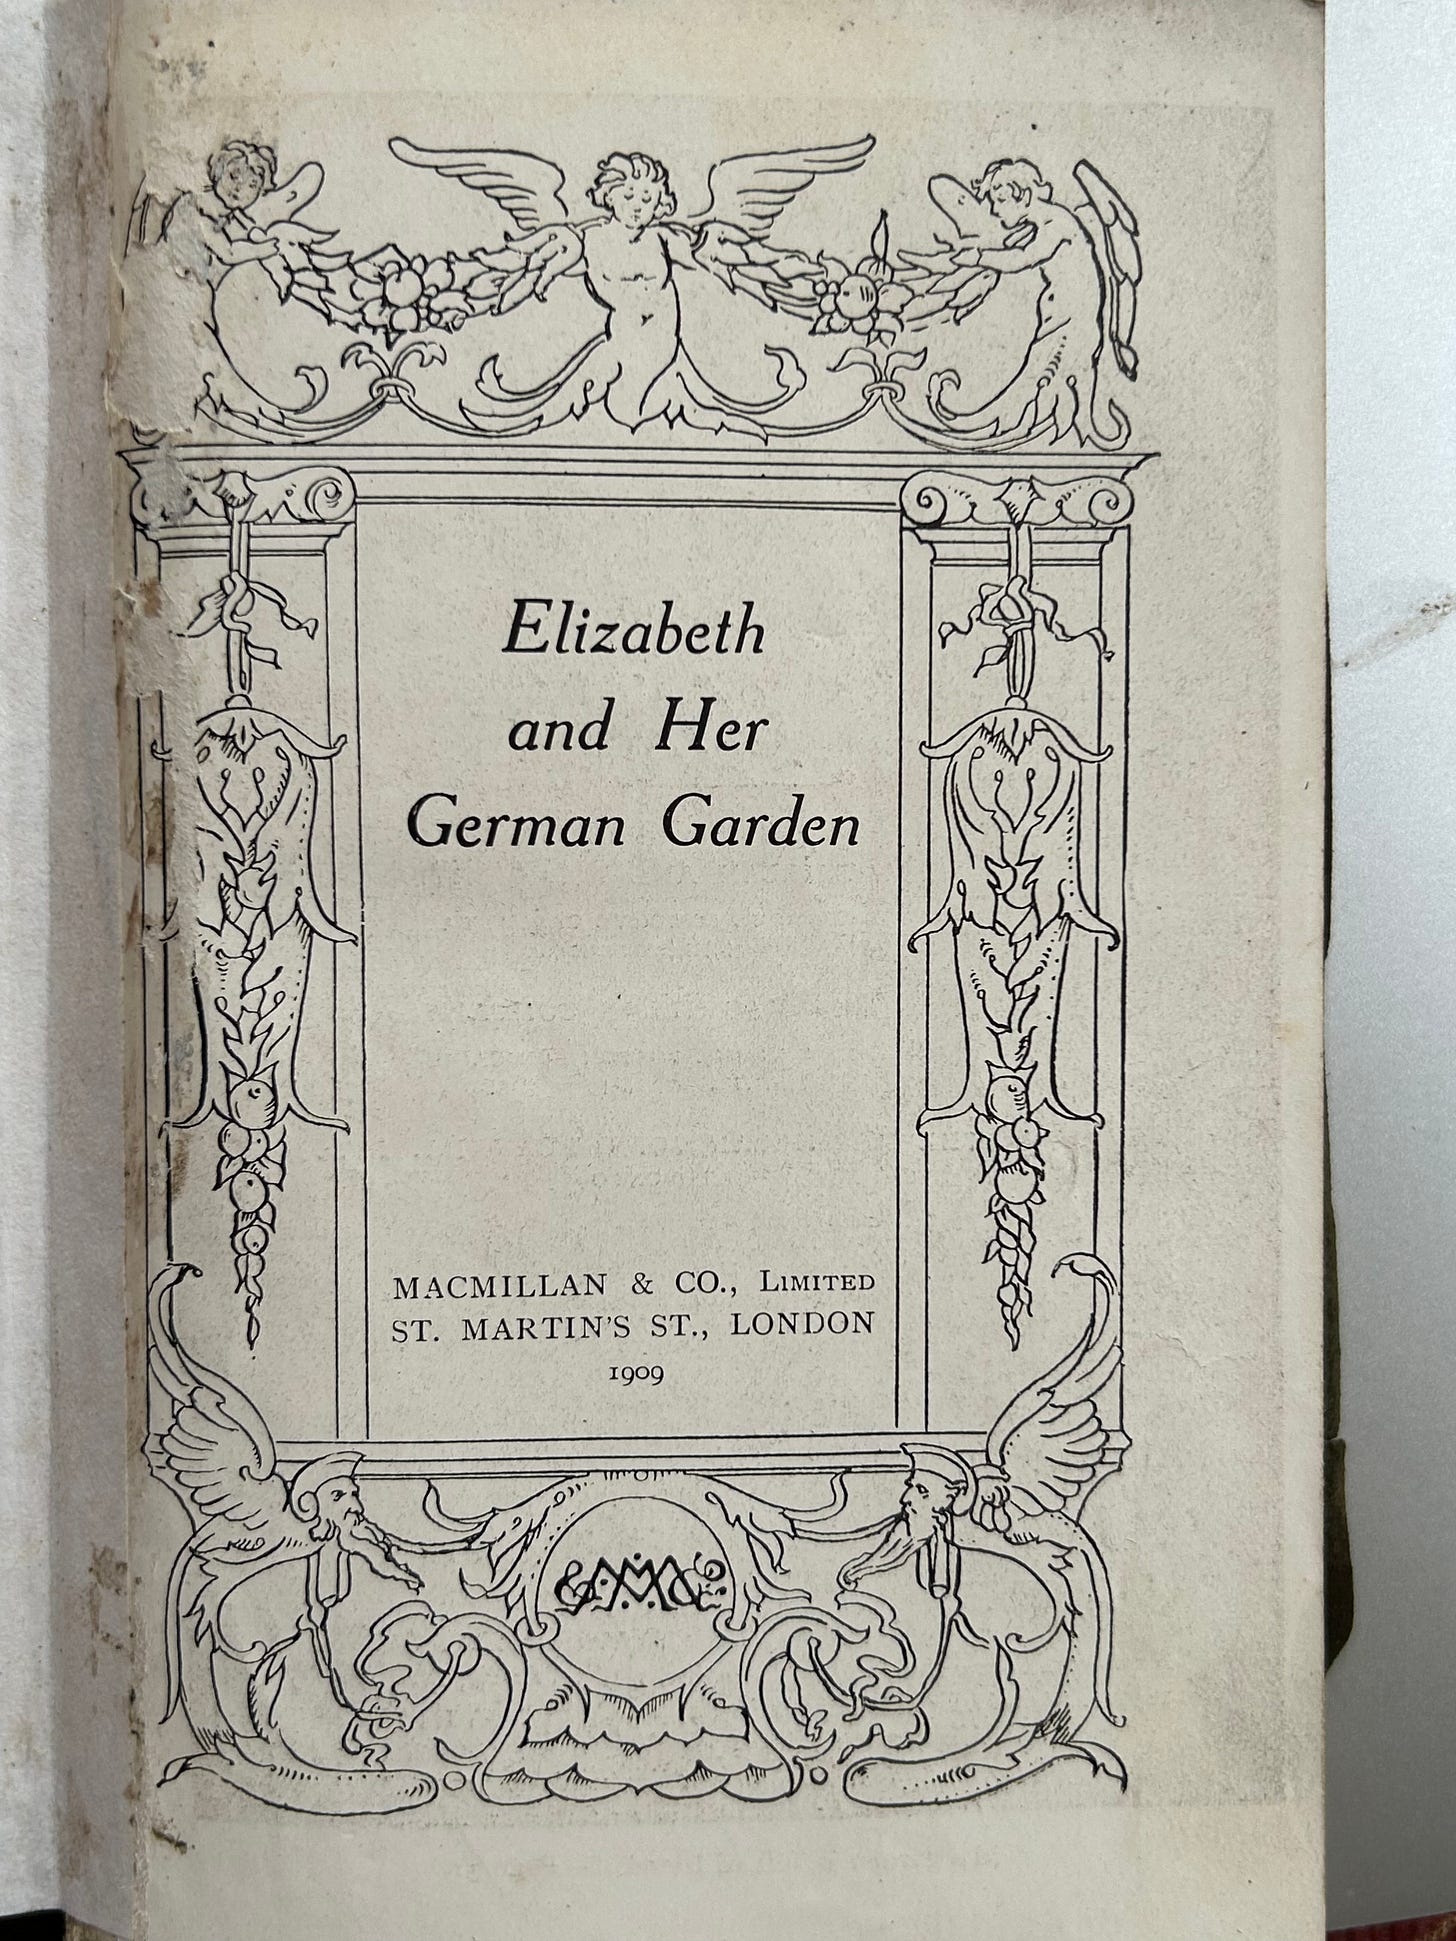 Elizabeth
and Her
German Garden
MACMILLAN & CO., LIMITED
ST. MARTIN'S ST., LONDON
1909